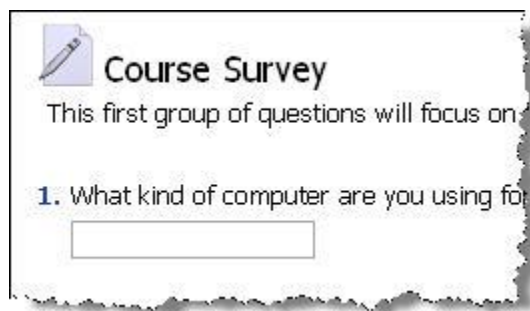 Course Survey
This first group of questions will focus on
1. What kind of computer are you using fo